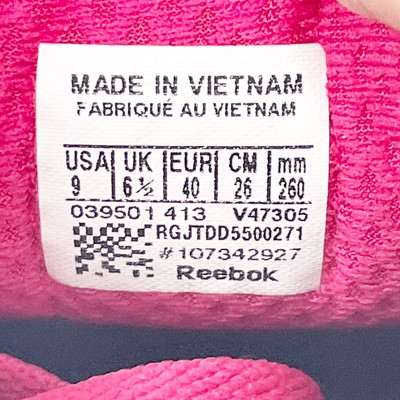 MADE IN VIETNAM
FABRIQUÉ AU VIETNAM
USA UK EUR CM mm
9 6½ 40 26 260
039501 413 V47305
RGJTDD5500271
#107342927
Reebok